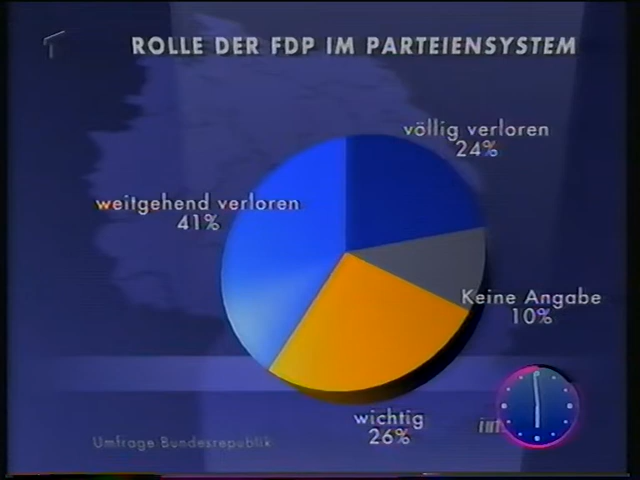 ROLLE DER FDP IM PARTEIENSYSTEM
völlig verloren
24%
weitgehend verloren
41%
Keine Angabe
10%
wichtig
26%
Umfrage Bundesrepublik